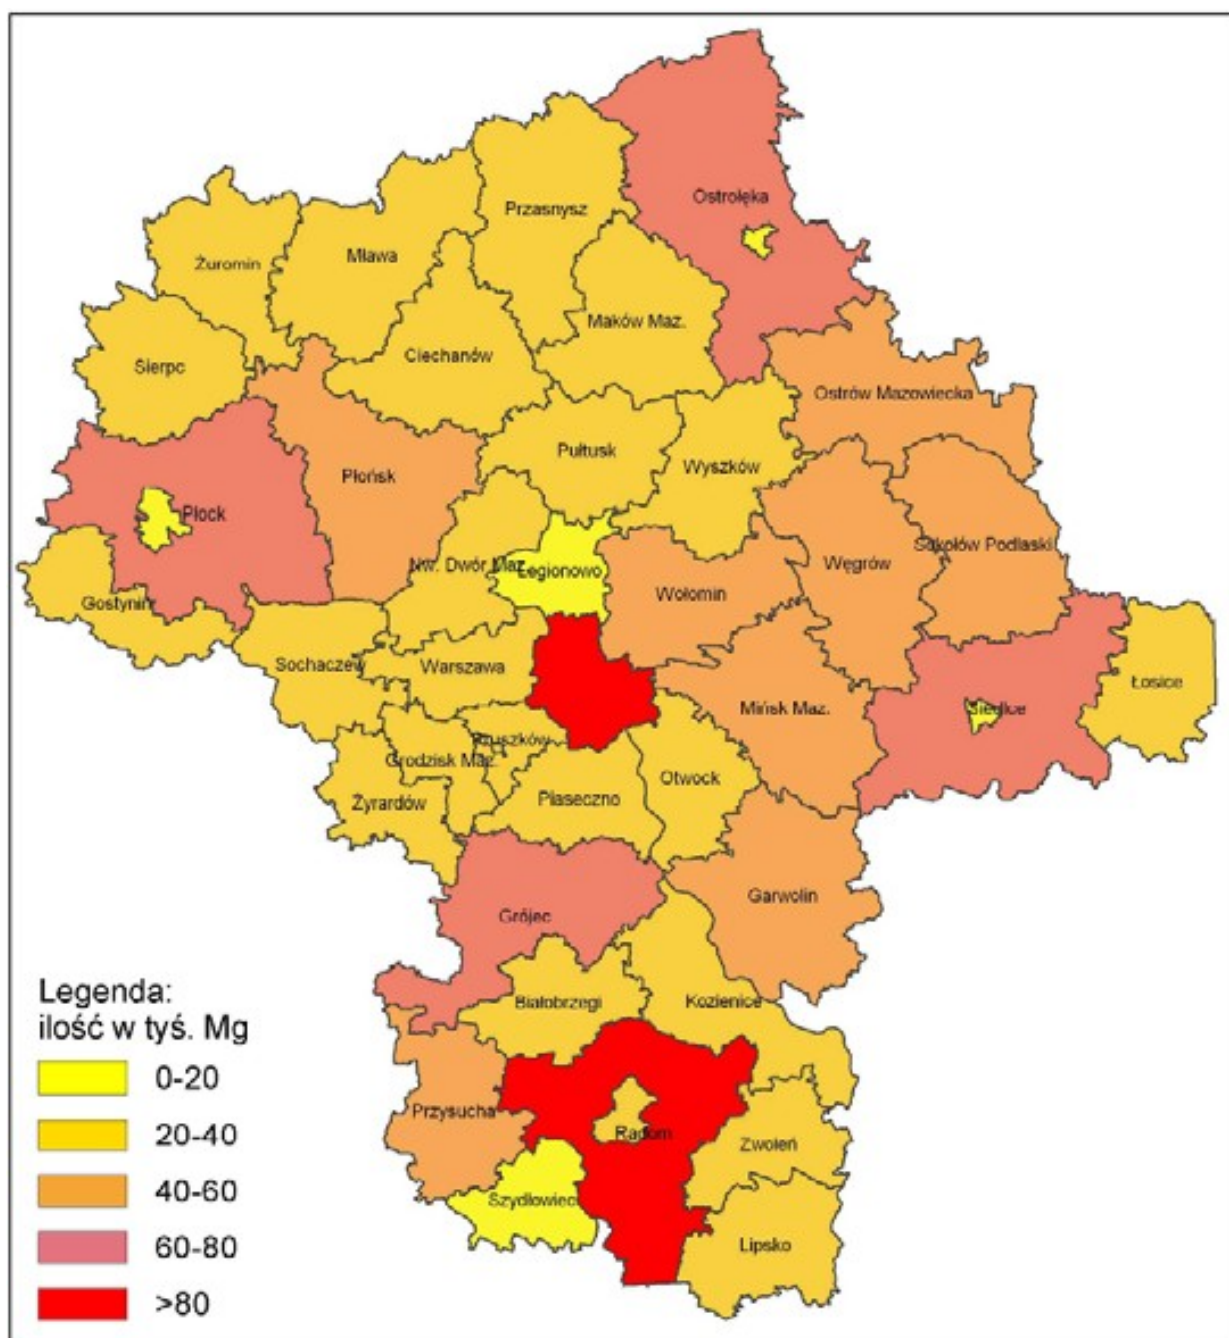 Ostrołęka
Przasnysz
Mława
Żuromin
Maków Maz.
Ciechanów
Sierpc
Ostrów Mazowiecka
Pułtusk
Wyszków
Płońsk
Płock
Sokołów Podlaski
Węgrów
Nw. Dwór Maz.
Legionowo
Wołomin
Gostynin
Sochaczew
Warszawa
Łosice
Mińsk Maz.
Siedlce
Pruszków
Grodzisk Maz.
Otwock
Piaseczno
Żyrardów
Garwolin
Grójec
Białobrzegi
Kozienice
Przysucha
Radom
Zwoleń
Szydłowiec
Lipsko
Legenda:
ilość w tyś. Mg
0-20
20-40
40-60
60-80
>80